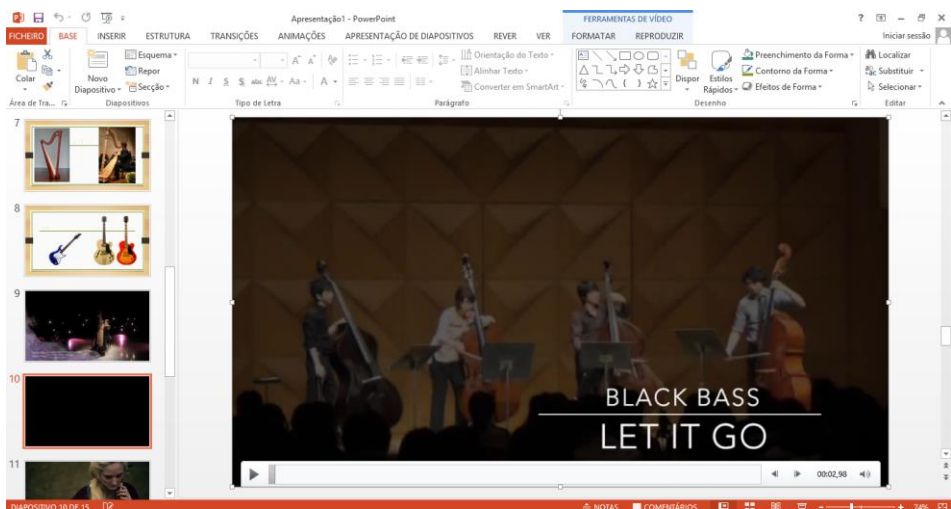 Apresentação1 - PowerPoint
FERRAMENTAS DE VÍDEO
FICHEIRO BASE INSERIR ESTRUTURA TRANSIÇÕES ANIMAÇÕES APRESENTAÇÃO DE DIAPOSITIVOS REVER VER FORMATAR REPRODUZIR Iniciar sessão
Colar
Novo
Diapositivo
Esquema
Repor
Secção
N I S S abc AV Aa A
Orientação do Texto
Alinhar Texto
Converter em SmartArt
Dispor
Estilos
Rápidos
Preenchimento da Forma
Contorno da Forma
Efeitos de Forma
Localizar
Substituir
Selecionar
Área de Tra... Diapositivos Tipo de Letra Parágrafo Desenho Editar
7
8
9
10
11
BLACK BASS
LET IT GO
00:02,98
DIAPOSITIVO 10 DE 15 NOTAS COMENTÁRIOS 74%